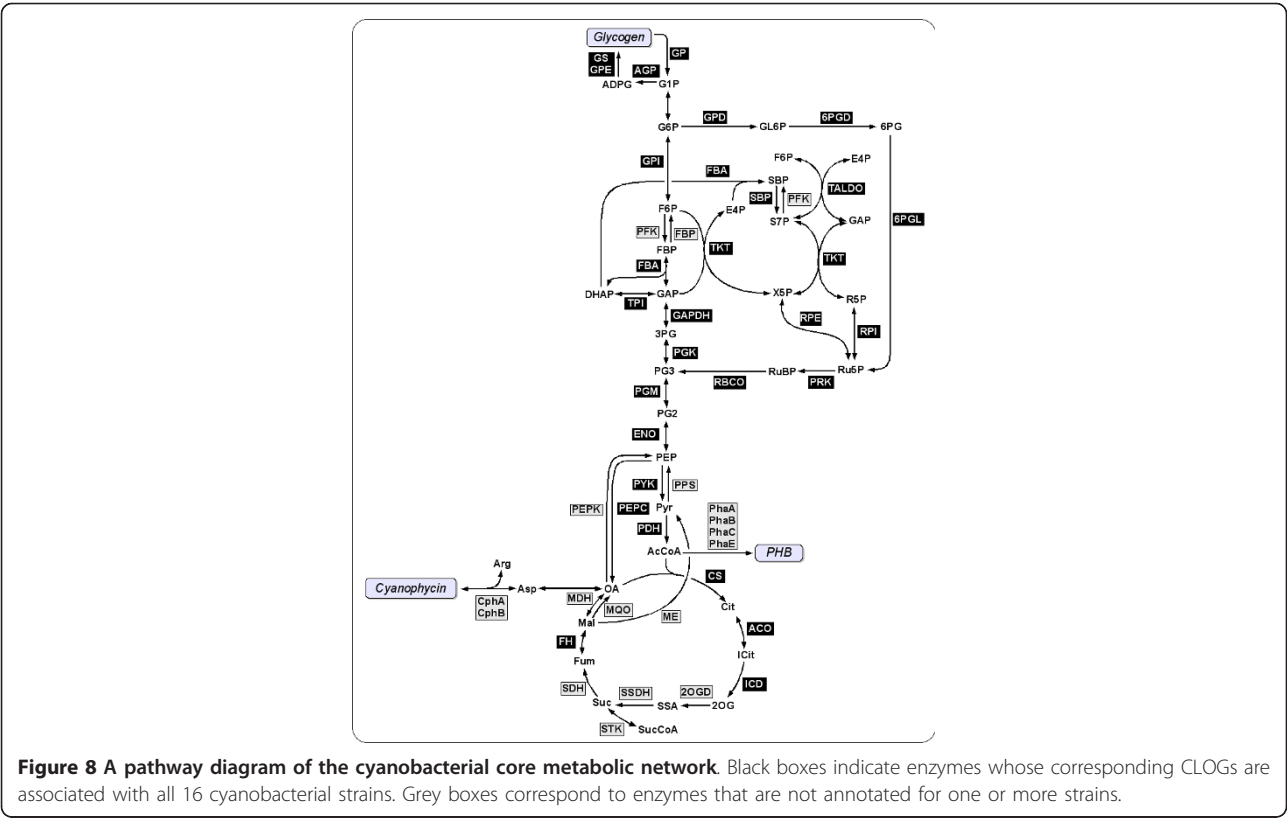 Glycogen
GP
GS
GPE
AGP
ADPG
G1P
G6P
GPD
GL6P
6PGD
6PG
GPI
FBA
F6P
E4P
SBP
TALDO
SBP
PFK
F6P
E4P
S7P
GAP
6PGL
PFK
FBP
FBP
TKT
TKT
FBA
DHAP
GAP
X5P
R5P
TPI
GAPDH
RPE
RPI
3PG
PGK
PG3
RBCO
RuBP
PRK
Ru5P
PGM
PG2
ENO
PEP
PYK
PPS
PEPK
PEPC
Pyr
PhaA
PhaB
PhaC
PhaE
PDH
AcCoA
PHB
Arg
Cyanophycin
Asp
OA
CS
CphA
CphB
MDH
MQO
ME
Cit
Mal
ACO
FH
Fum
ICit
SDH
SSDH
2OGD
ICD
Suc
SSA
2OG
STK
SucCoA
Figure 8 A pathway diagram of the cyanobacterial core metabolic network. Black boxes indicate enzymes whose corresponding CLOGs are
associated with all 16 cyanobacterial strains. Grey boxes correspond to enzymes that are not annotated for one or more strains.